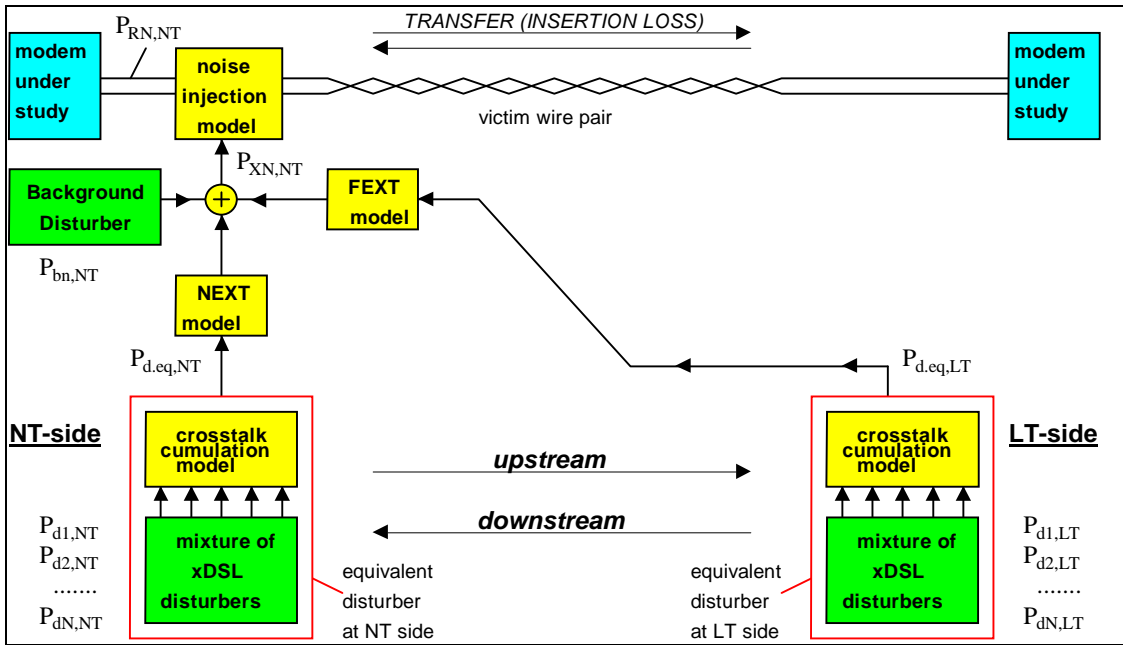 TRANSFER (INSERTION LOSS)
P_RN,NT
modem
under
study
noise
injection
model
victim wire pair
modem
under
study
P_XN,NT
Background
Disturber
+
FEXT
model
P_bn,NT
NEXT
model
P_d.eq,NT
P_d.eq,LT
NT-side
crosstalk
cumulation
model
upstream
crosstalk
cumulation
model
LT-side
downstream
P_d1,NT
P_d2,NT
.......
P_dN,NT
mixture of
xDSL
disturbers
equivalent
disturber
at NT side
equivalent
disturber
at LT side
mixture of
xDSL
disturbers
P_d1,LT
P_d2,LT
.......
P_dN,LT